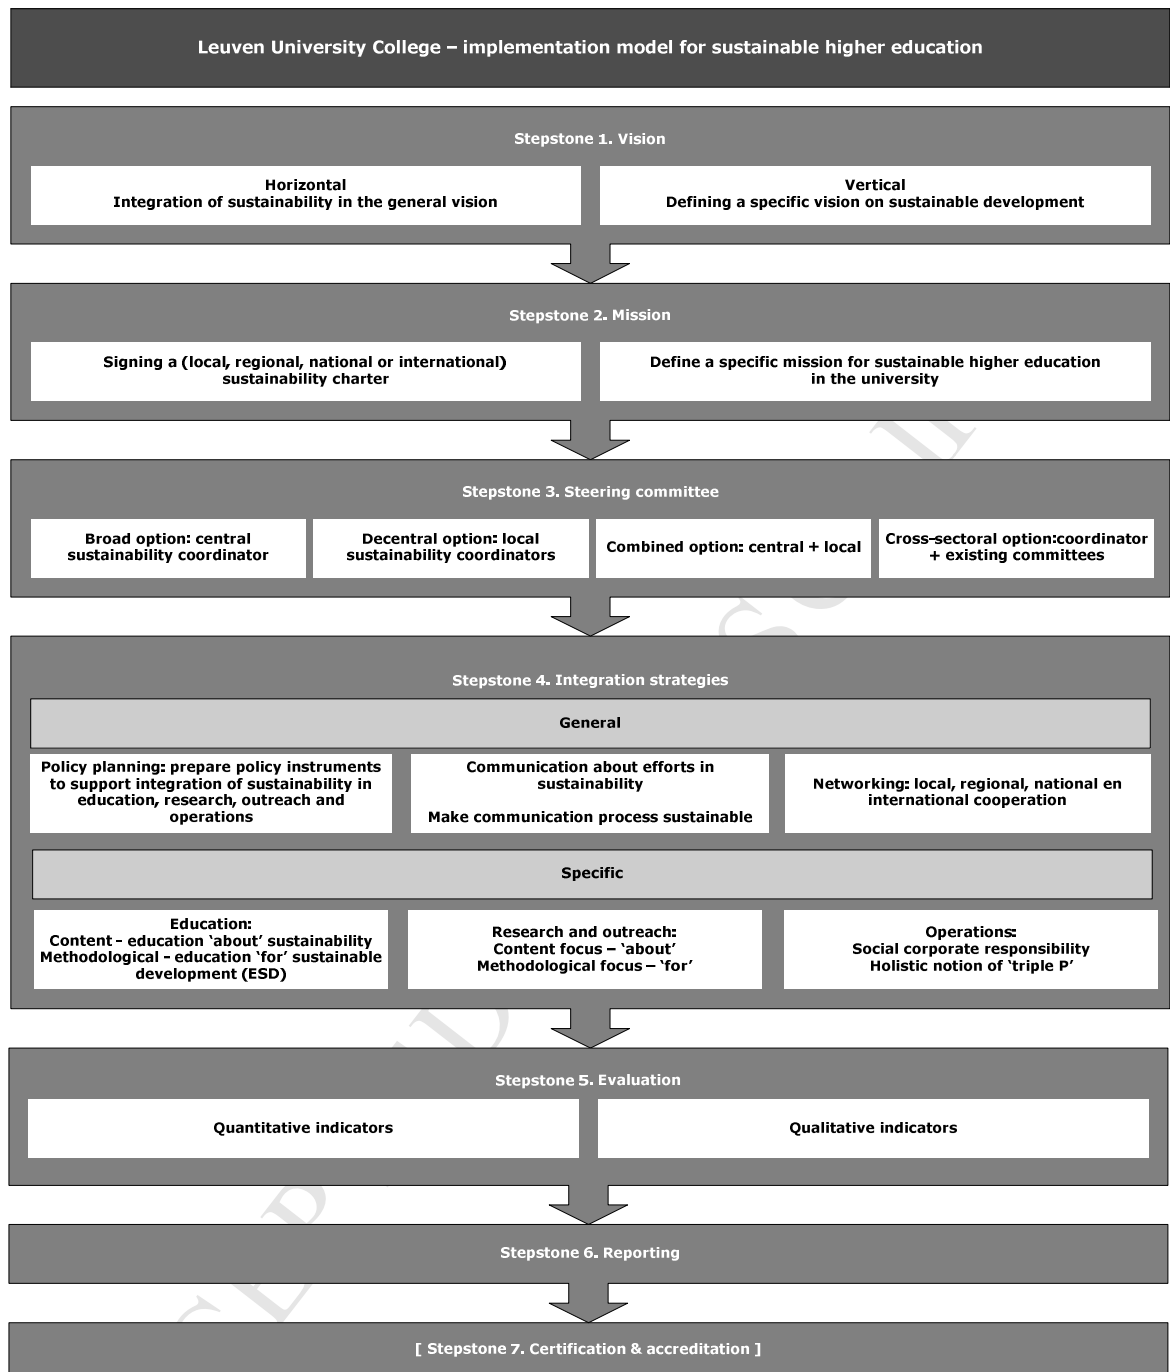 Leuven University College – implementation model for sustainable higher education
Stepstone 1. Vision
Horizontal
Integration of sustainability in the general vision
Vertical
Defining a specific vision on sustainable development
Stepstone 2. Mission
Signing a (local, regional, national or international)
sustainability charter
Define a specific mission for sustainable higher education
in the university
Stepstone 3. Steering committee
Broad option: central
sustainability coordinator
Decentral option: local
sustainability coordinators
Combined option: central + local
Cross-sectoral option:coordinator
+ existing committees
Stepstone 4. Integration strategies
General
Policy planning: prepare policy instruments
to support integration of sustainability in
education, research, outreach and
operations
Communication about efforts in
sustainability
Make communication process sustainable
Networking: local, regional, national en
international cooperation
Specific
Education:
Content - education ‘about’ sustainability
Methodological - education ‘for’ sustainable
development (ESD)
Research and outreach:
Content focus – ‘about’
Methodological focus – ‘for’
Operations:
Social corporate responsibility
Holistic notion of ‘triple P’
Stepstone 5. Evaluation
Quantitative indicators
Qualitative indicators
Stepstone 6. Reporting
[ Stepstone 7. Certification & accreditation ]